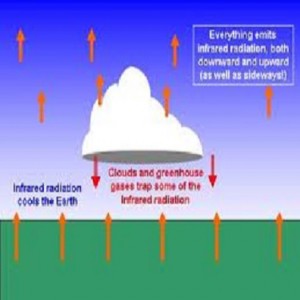 Everything emits
infrared radiation, both
downward and upward
(as well as sideways!)
Clouds and greenhouse
gases trap some of the
infrared radiation
Infrared radiation
cools the Earth